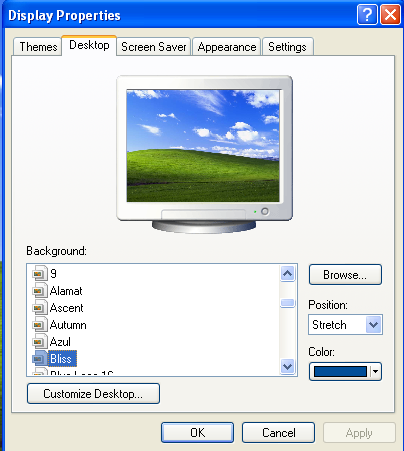 Display Properties
Themes Desktop Screen Saver Appearance Settings
Background:
9
Alamat
Ascent
Autumn
Azul
Bliss
Browse...
Position:
Stretch
Color:
Customize Desktop...
OK Cancel Apply